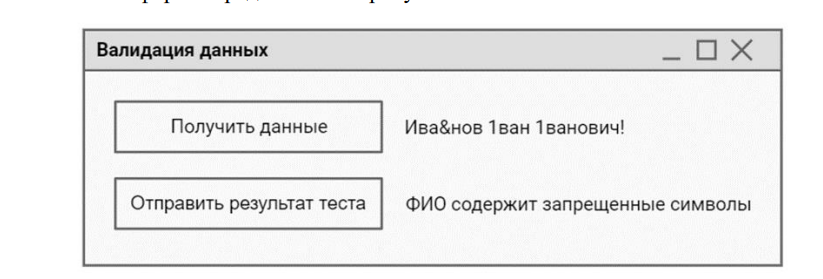 Валидация данных
Получить данные Ива&нов 1ван 1ванович!
Отправить результат теста ФИО содержит запрещенные символы